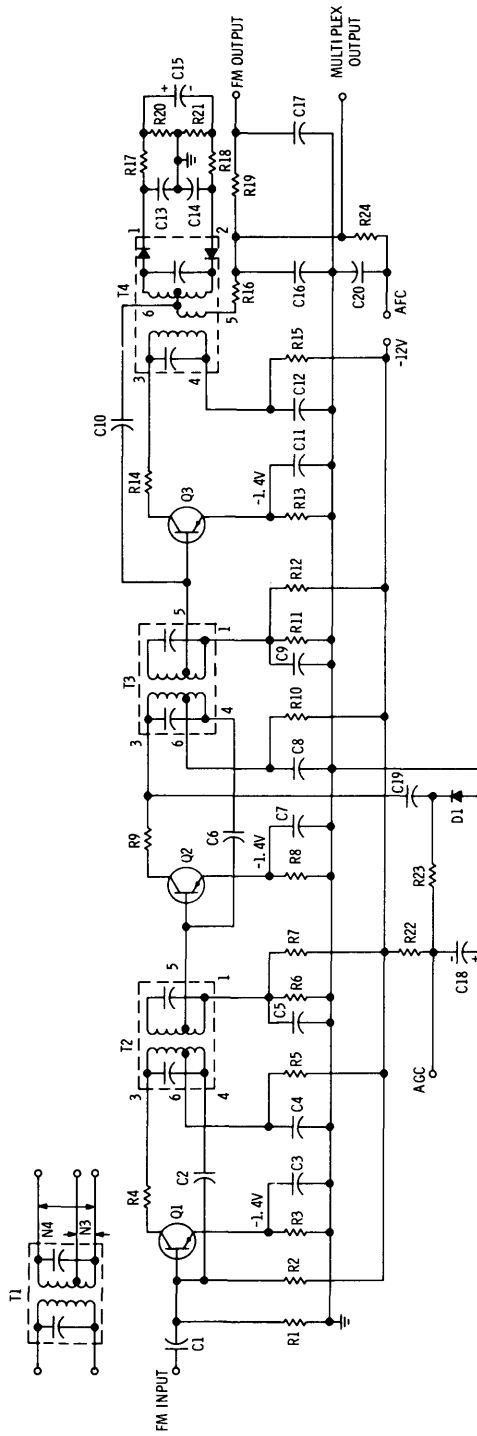 T1
N4
N3
FM INPUT
C1
R1
R2
Q1
R4
C2
-1.4V
R3
C3
T2
3
6
4
5
1
C4
R5
C5
R6
R7
Q2
R9
C6
-1.4V
R8
C7
T3
3
6
4
5
1
C8
R10
C9
R11
R12
C10
Q3
R14
-1.4V
R13
C11
T4
3
4
6
5
1
2
C12
R15
R16
C13
C14
R17
R18
R20
R21
C15
+
-
R19
C16
C17
C20
R24
FM OUTPUT
MULTIPLEX
OUTPUT
AFC
-12V
AGC
R22
R23
C18
-
+
C19
D1